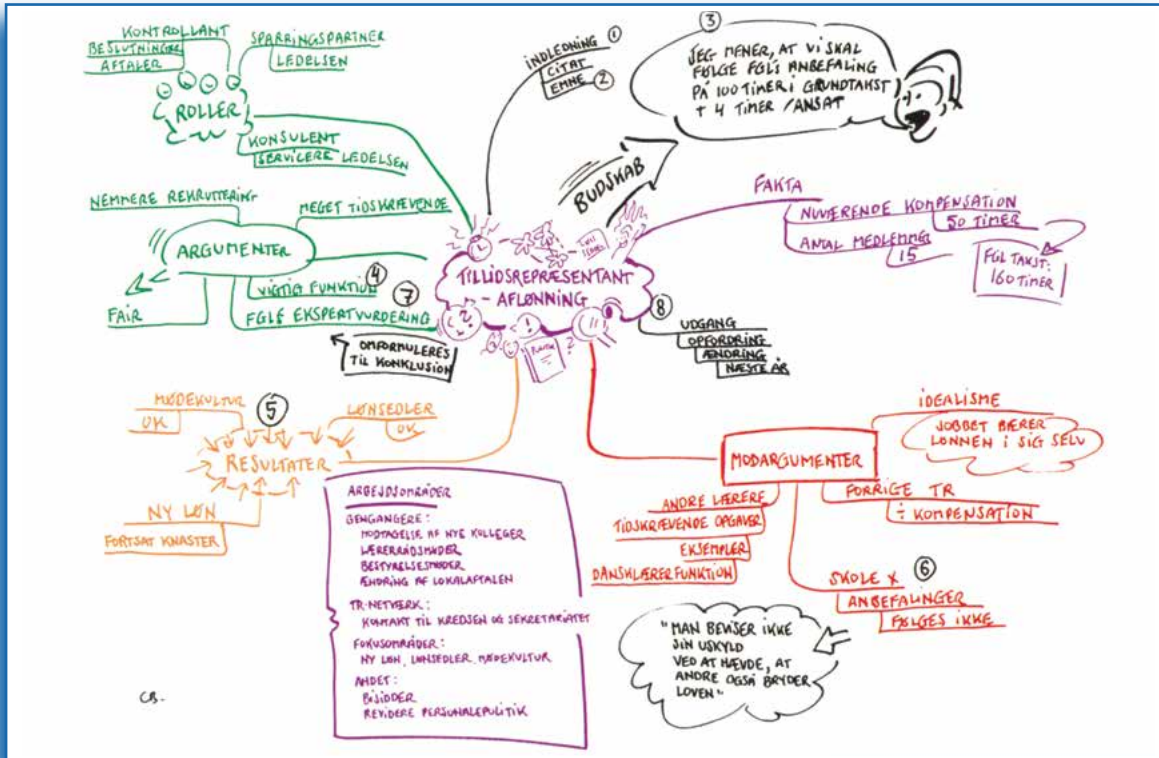 KONTROLLANT
BESLUTNINGER
AFTALER
SPARRINGSPARTNER
LEDELSEN
ROLLER
KONSULENT
SERVICERE LEDELSEN
INDLEDNING 1
CITAT
EMNE 2
3
JEG MENER, AT VI SKAL
FØLGE FGL'S ANBEFALING
PÅ 100 TIMER I GRUNDTAKST
+ 4 TIMER / ANSAT
BUDSKAB
FAKTA
NUVÆRENDE KOMPENSATION
50 TIMER
ANTAL MEDLEMMER
15
FGL TAKST:
160 TIMER
NEMMERE REKRUTTERING
MEGET TIDSKRÆVENDE
ARGUMENTER
VIGTIG FUNKTION 4
FAIR
FGL'S EKSPERTVURDERING
7
OMFORMULERES
TIL KONKLUSION
TILLIDSREPRÆSENTANT
- AFLØNNING
8
UDGANG
OPFORDRING
ÆNDRING
NÆSTE ÅR
MØDEKULTUR
OK
5
LØNSEDLER
OK
RESULTATER
NY LØN
FORTSAT KNASTER
ARBEJDSOMRÅDER
GENGANGERE:
MODTAGELSE AF NYE KOLLEGER
LÆRERRÅDSMØDER
BESTYRELSESMØDER
ÆNDRING AF LOKALAFTALEN
TR-NETVÆRK:
KONTAKT TIL KREDSEN OG SEKRETARIATET
FOKUSOMRÅDER:
NY LØN, LØNSEDLER, MØDEKULTUR
ANDET:
BISIDDER
REVIDERE PERSONALEPOLITIK
IDEALISME
JOBBET BÆRER
LØNNEN I SIG SELV
MODARGUMENTER
ANDRE LÆRERE
TIDSKRÆVENDE OPGAVER
EKSEMPLER
DANSKLÆRERFUNKTION
FORRIGE TR
÷ KOMPENSATION
SKOLE X 6
ANBEFALINGER
FØLGES IKKE
"MAN BEVISER IKKE
SIN USKYLD
VED AT HÆVDE, AT
ANDRE OGSÅ BRYDER
LOVEN"
CB.